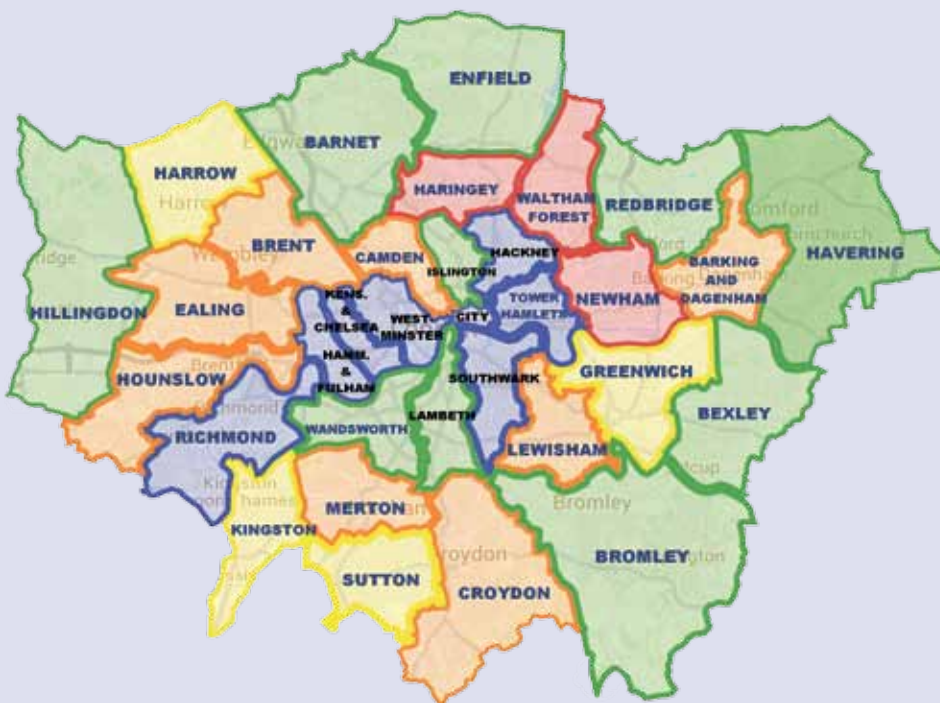 ENFIELD
BARNET
HARROW
HARINGEY
WALTHAM
FOREST
REDBRIDGE
HAVERING
BRENT
CAMDEN
ISLINGTON
HACKNEY
BARKING
AND
DAGENHAM
NEWHAM
HILLINGDON
EALING
KENS.
&
CHELSEA
WEST-
MINSTER
CITY
TOWER
HAMLETS
HOUNSLOW
HAMM.
&
FULHAM
SOUTHWARK
GREENWICH
BEXLEY
RICHMOND
WANDSWORTH
LAMBETH
LEWISHAM
KINGSTON
MERTON
Bromley
BROMLEY
SUTTON
CROYDON